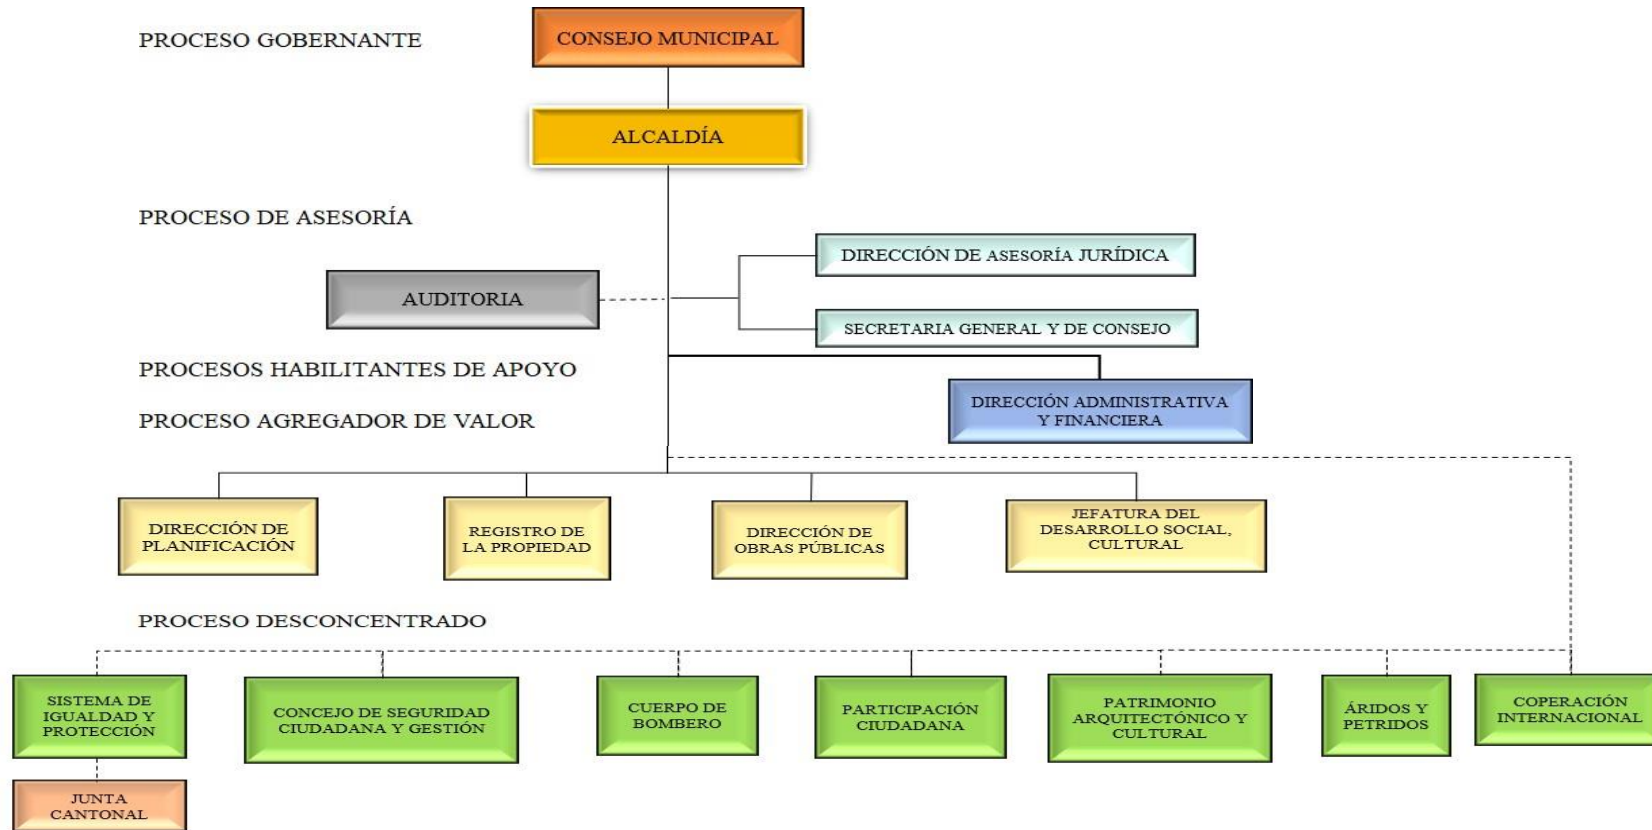 PROCESO GOBERNANTE
CONSEJO MUNICIPAL
ALCALDÍA
PROCESO DE ASESORÍA
DIRECCIÓN DE ASESORÍA JURÍDICA
AUDITORIA
SECRETARIA GENERAL Y DE CONSEJO
PROCESOS HABILITANTES DE APOYO
DIRECCIÓN ADMINISTRATIVA
Y FINANCIERA
PROCESO AGREGADOR DE VALOR
DIRECCIÓN DE
PLANIFICACIÓN
REGISTRO DE
LA PROPIEDAD
DIRECCIÓN DE
OBRAS PÚBLICAS
JEFATURA DEL
DESARROLLO SOCIAL,
CULTURAL
PROCESO DESCONCENTRADO
SISTEMA DE
IGUALDAD Y
PROTECCIÓN
CONCEJO DE SEGURIDAD
CIUDADANA Y GESTIÓN
CUERPO DE
BOMBERO
PARTICIPACIÓN
CIUDADANA
PATRIMONIO
ARQUITECTÓNICO Y
CULTURAL
ÁRIDOS Y
PETRIDOS
COPERACIÓN
INTERNACIONAL
JUNTA
CANTONAL